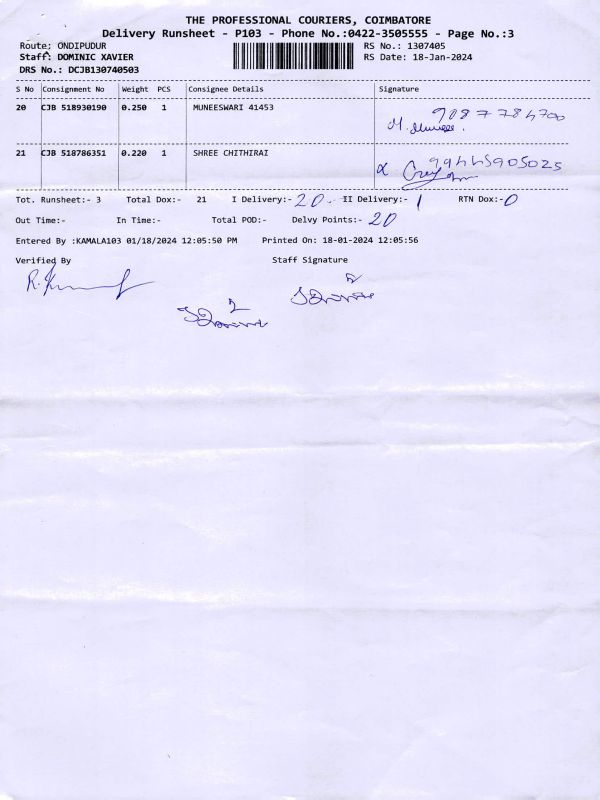 THE PROFESSIONAL COURIERS, COIMBATORE
Delivery Runsheet - P103 - Phone No.:0422-3505555 - Page No.:3
Route: ONDIPUDUR RS No.: 1307405
Staff: DOMINIC XAVIER RS Date: 18-Jan-2024
DRS No.: DCJB130740503
S No Consignment No Weight PCS Consignee Details Signature
20 CJB 518930190 0.250 1 MUNEESWARI 41453 9087784700
21 CJB 518786351 0.220 1 SHREE CHITHIRAI 99445905025
Tot. Runsheet:- 3 Total Dox:- 21 I Delivery:- 20 II Delivery:- 1 RTN Dox:- 0
Out Time:- In Time:- Total POD:- Delvy Points:- 20
Entered By :KAMALA103 01/18/2024 12:05:50 PM Printed On: 18-01-2024 12:05:56
Verified By Staff Signature